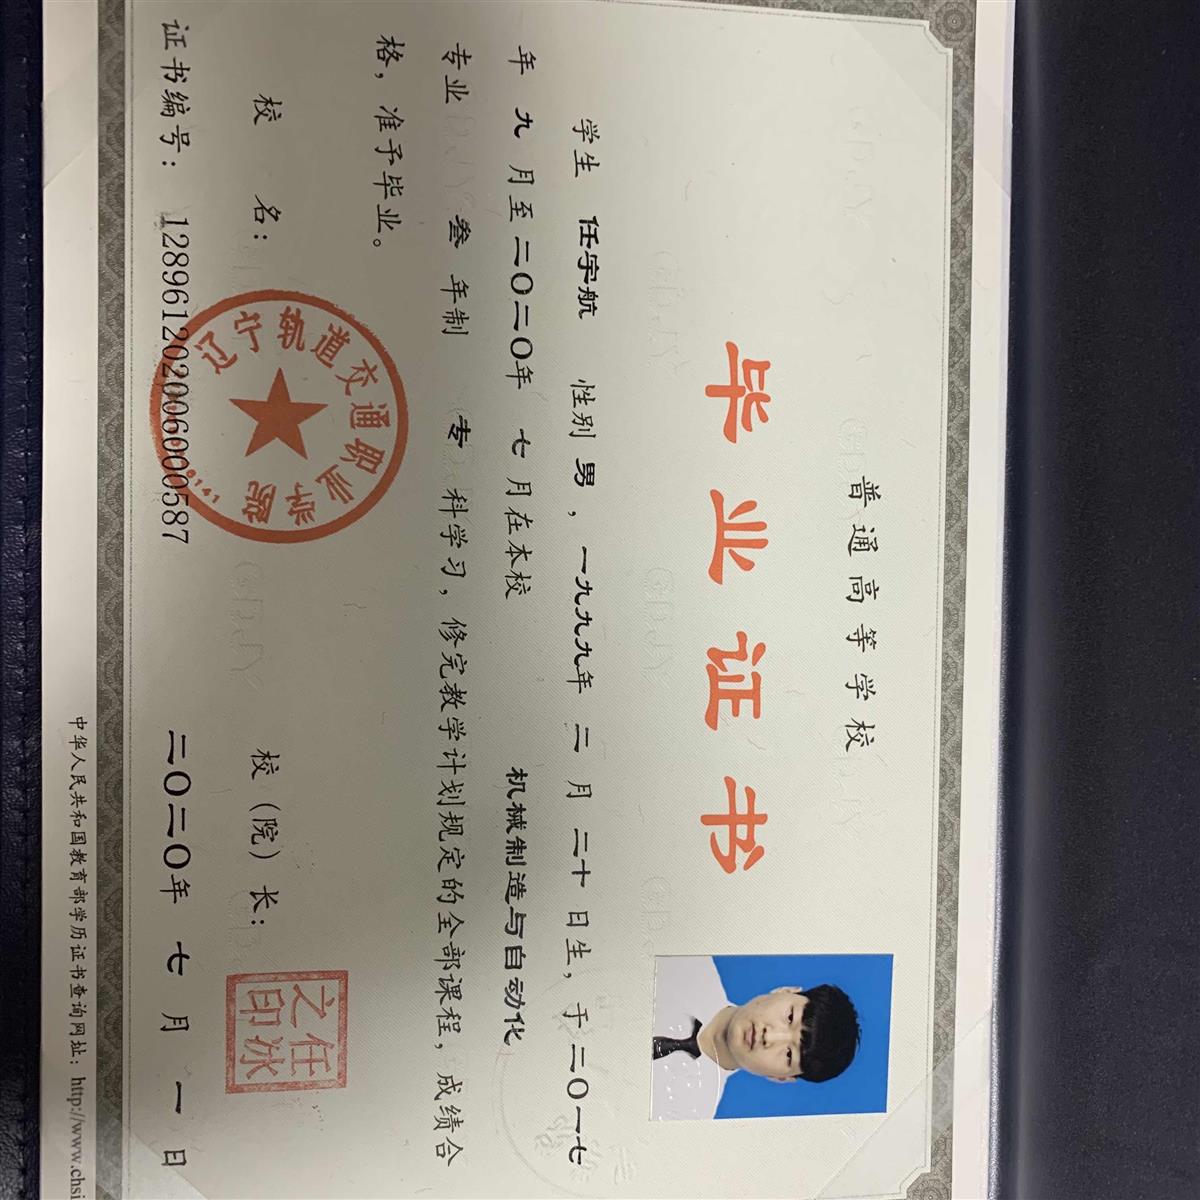 普通高等学校
毕业证书
学生 任宇航 性别 男，一九九九年 二 月 二十 日生，于 二〇一七
年 九 月至 二〇二〇年 七 月在本校 机械制造与自动化
专业 叁 年制 专 科学习，修完教学计划规定的全部课程，成绩合
格，准予毕业。
校 名： 校（院）长：
辽宁轨道交通职业学院
任冰之印
证书编号： 128961202006000587 二〇二〇年 七 月 一 日
中华人民共和国教育部学历证书查询网址： http://www.chsi